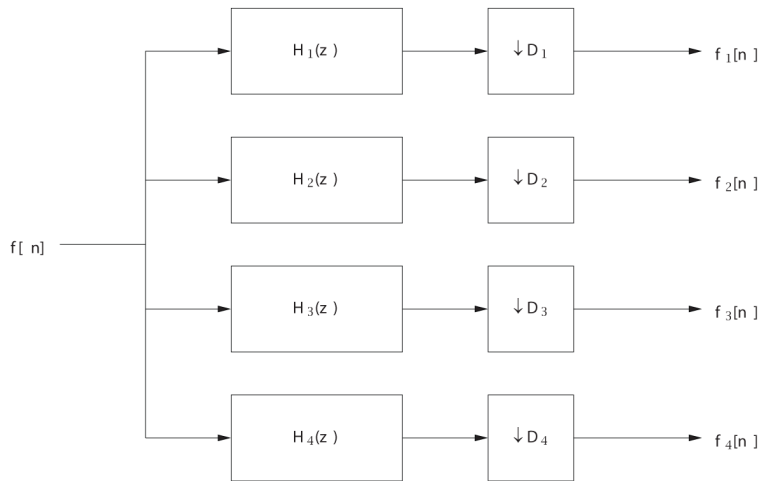 H₁(z) ↓D₁ f₁[n]
H₂(z) ↓D₂ f₂[n]
f[n]
H₃(z) ↓D₃ f₃[n]
H₄(z) ↓D₄ f₄[n]